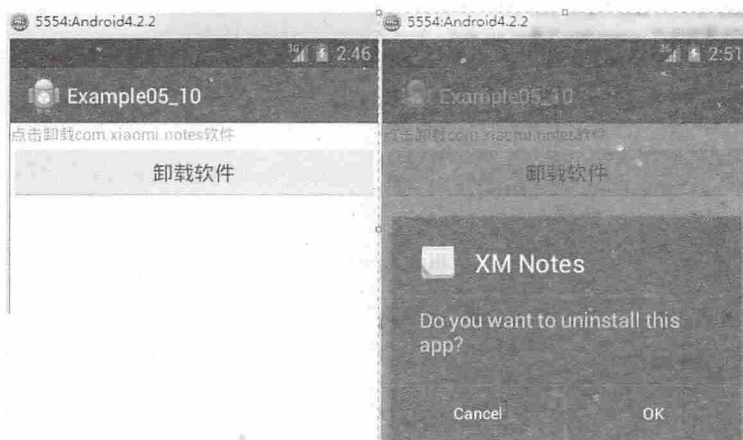 5554:Android4.2.2
3G 2:46
Example05_10
点击卸载com.xiaomi.notes软件
卸载软件
5554:Android4.2.2
3G 2:51
Example05_10
点击卸载com.xiaomi.notes软件
卸载软件
XM Notes
Do you want to uninstall this
app?
Cancel
OK